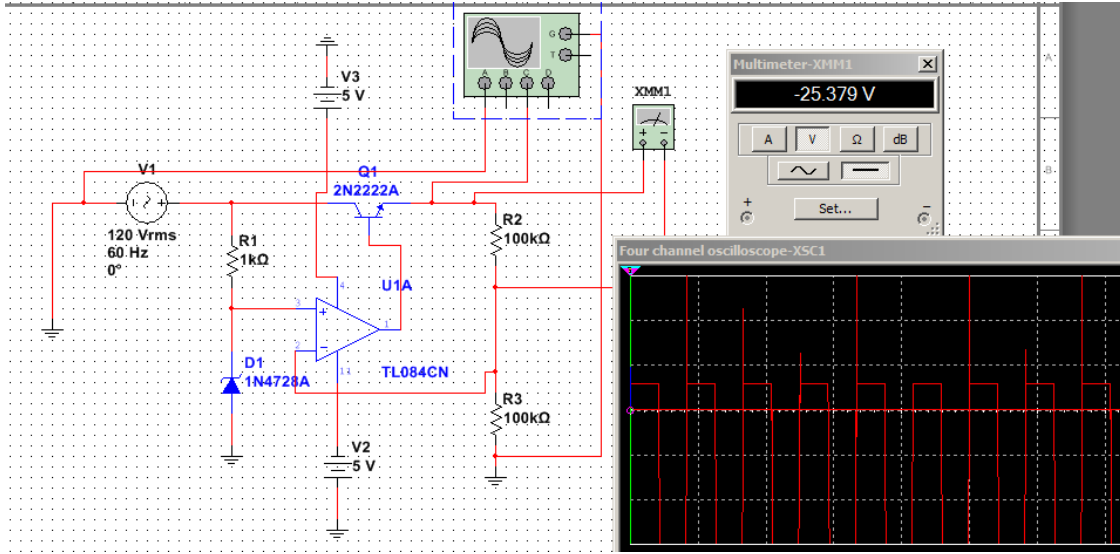 G
T
A B C D
V3
5 V
XMM1
Multimeter-XMM1
-25.379 V
A V Ω dB
+ Set... −
V1
120 Vrms
60 Hz
0°
Q1
2N2222A
R1
1kΩ
R2
100kΩ
U1A
4
3
+
1
2
−
11
TL084CN
D1
1N4728A
R3
100kΩ
V2
5 V
Four channel oscilloscope-XSC1
A
B